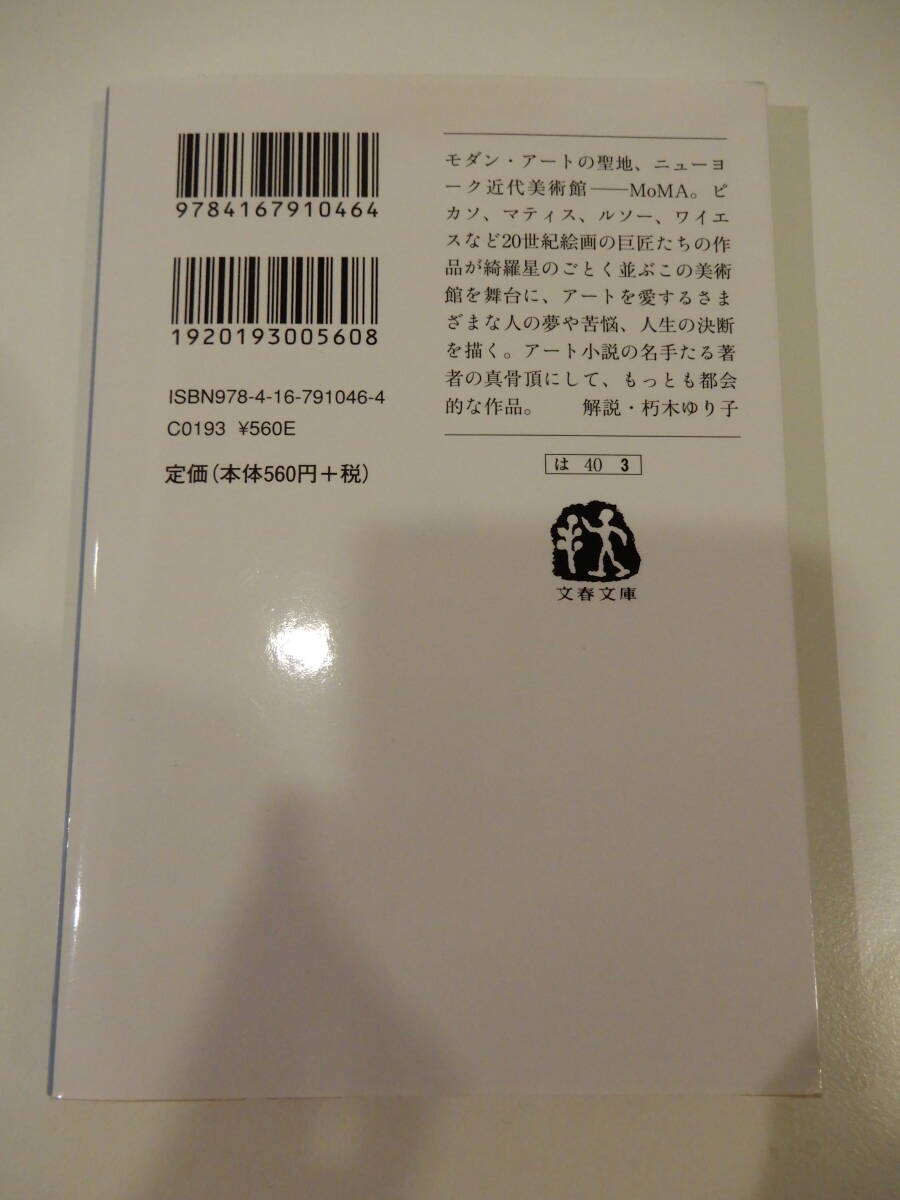 9784167910464
1920193005608
ISBN978-4-16-791046-4
C0193 ¥560E
定価(本体560円+税)
モダン・アートの聖地、ニューヨ
ーク近代美術館――MoMA。ピ
カソ、マティス、ルソー、ワイエ
スなど20世紀絵画の巨匠たちの作
品が綺羅星のごとく並ぶこの美術
館を舞台に、アートを愛するさま
ざまな人の夢や苦悩、人生の決断
を描く。アート小説の名手たる著
者の真骨頂にして、もっとも都会
的な作品。 解説・朽木ゆり子
は 40 3
文春文庫